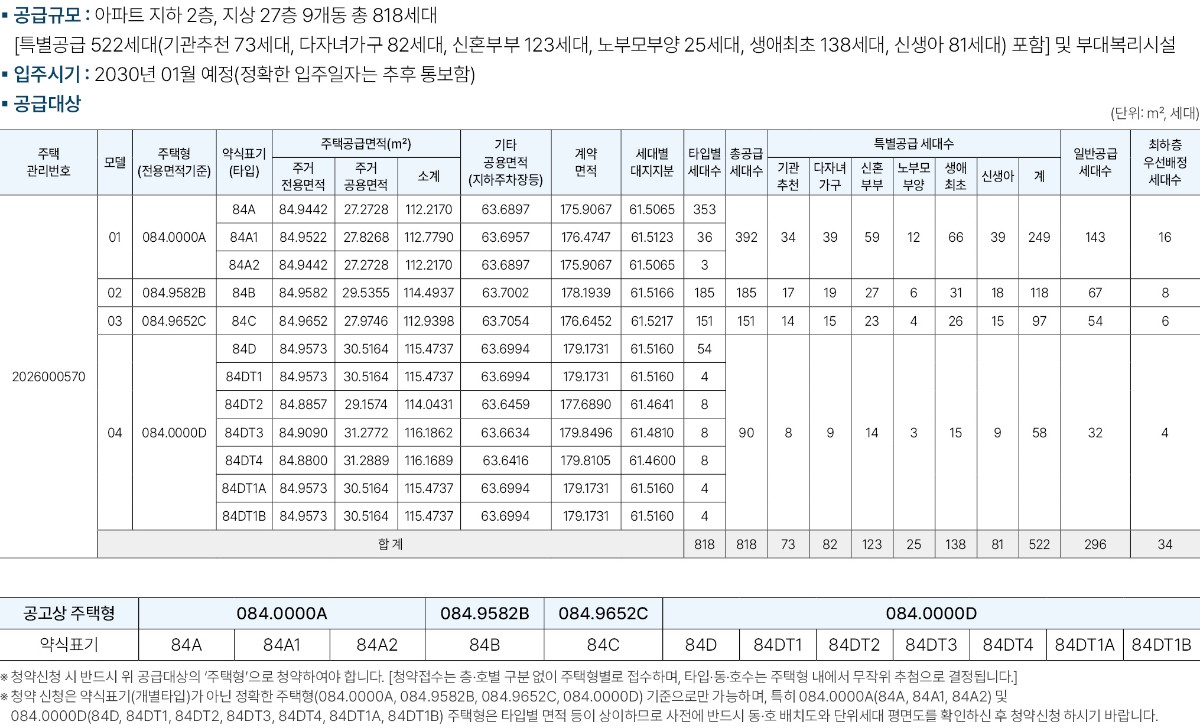 ▪ 공급규모 : 아파트 지하 2층, 지상 27층 9개동 총 818세대
[특별공급 522세대(기관추천 73세대, 다자녀가구 82세대, 신혼부부 123세대, 노부모부양 25세대, 생애최초 138세대, 신생아 81세대) 포함] 및 부대복리시설
▪ 입주시기 : 2030년 01월 예정(정확한 입주일자는 추후 통보함)
▪ 공급대상
(단위: m², 세대)
주택관리번호 모델 주택형(전용면적기준) 약식표기(타입) 주택공급면적(m²) 기타 공용면적(지하주차장등) 계약면적 세대별 대지지분 타입별 세대수 총공급 세대수 특별공급 세대수 일반공급 세대수 최하층 우선배정 세대수
주거 전용면적 주거 공용면적 소계 기관추천 다자녀가구 신혼부부 노부모부양 생애최초 신생아 계
2026000570 01 084.0000A 84A 84.9442 27.2728 112.2170 63.6897 175.9067 61.5065 353 392 34 39 59 12 66 39 249 143 16
84A1 84.9522 27.8268 112.7790 63.6957 176.4747 61.5123 36
84A2 84.9442 27.2728 112.2170 63.6897 175.9067 61.5065 3
02 084.9582B 84B 84.9582 29.5355 114.4937 63.7002 178.1939 61.5166 185 185 17 19 27 6 31 18 118 67 8
03 084.9652C 84C 84.9652 27.9746 112.9398 63.7054 176.6452 61.5217 151 151 14 15 23 4 26 15 97 54 6
04 084.0000D 84D 84.9573 30.5164 115.4737 63.6994 179.1731 61.5160 54 90 8 9 14 3 15 9 58 32 4
84DT1 84.9573 30.5164 115.4737 63.6994 179.1731 61.5160 4
84DT2 84.8857 29.1574 114.0431 63.6459 177.6890 61.4641 8
84DT3 84.9090 31.2772 116.1862 63.6634 179.8496 61.4810 8
84DT4 84.8800 31.2889 116.1689 63.6416 179.8105 61.4600 8
84DT1A 84.9573 30.5164 115.4737 63.6994 179.1731 61.5160 4
84DT1B 84.9573 30.5164 115.4737 63.6994 179.1731 61.5160 4
합 계 818 818 73 82 123 25 138 81 522 296 34
공고상 주택형 084.0000A 084.9582B 084.9652C 084.0000D
약식표기 84A 84A1 84A2 84B 84C 84D 84DT1 84DT2 84DT3 84DT4 84DT1A 84DT1B
※ 청약신청 시 반드시 위 공급대상의 '주택형'으로 청약하여야 합니다. [청약접수는 층·호별 구분 없이 주택형별로 접수하며, 타입·동·호수는 주택형 내에서 무작위 추첨으로 결정됩니다.]
※ 청약 신청은 약식표기(개별타입)가 아닌 정확한 주택형(084.0000A, 084.9582B, 084.9652C, 084.0000D) 기준으로만 가능하며, 특히 084.0000A(84A, 84A1, 84A2) 및
084.0000D(84D, 84DT1, 84DT2, 84DT3, 84DT4, 84DT1A, 84DT1B) 주택형은 타입별 면적 등이 상이하므로 사전에 반드시 동·호 배치도와 단위세대 평면도를 확인하신 후 청약신청 하시기 바랍니다.